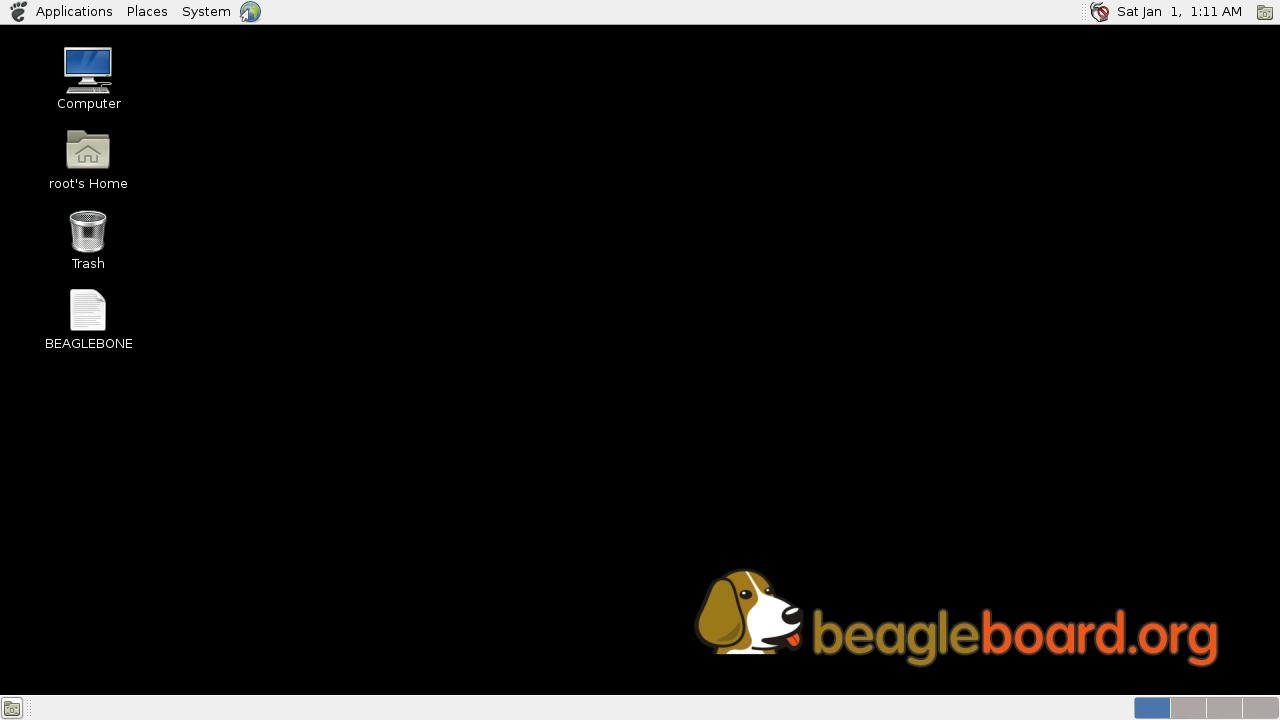 Applications Places System
Sat Jan 1, 1:11 AM
Computer
root's Home
Trash
BEAGLEBONE
beagleboard.org